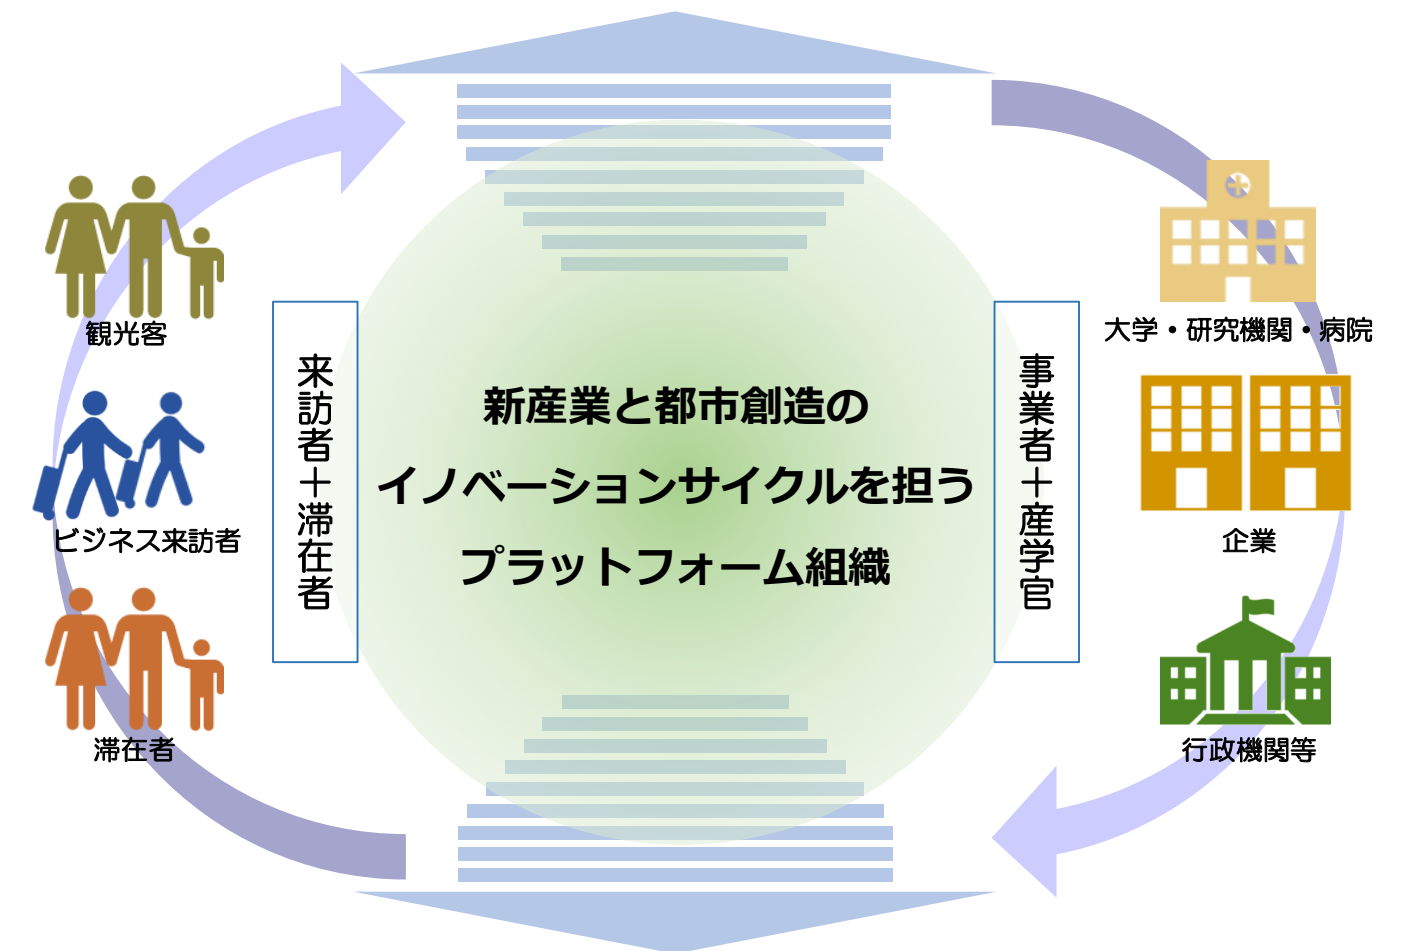 観光客
ビジネス来訪者
滞在者
来訪者＋滞在者
新産業と都市創造の
イノベーションサイクルを担う
プラットフォーム組織
事業者＋産学官
大学・研究機関・病院
企業
行政機関等